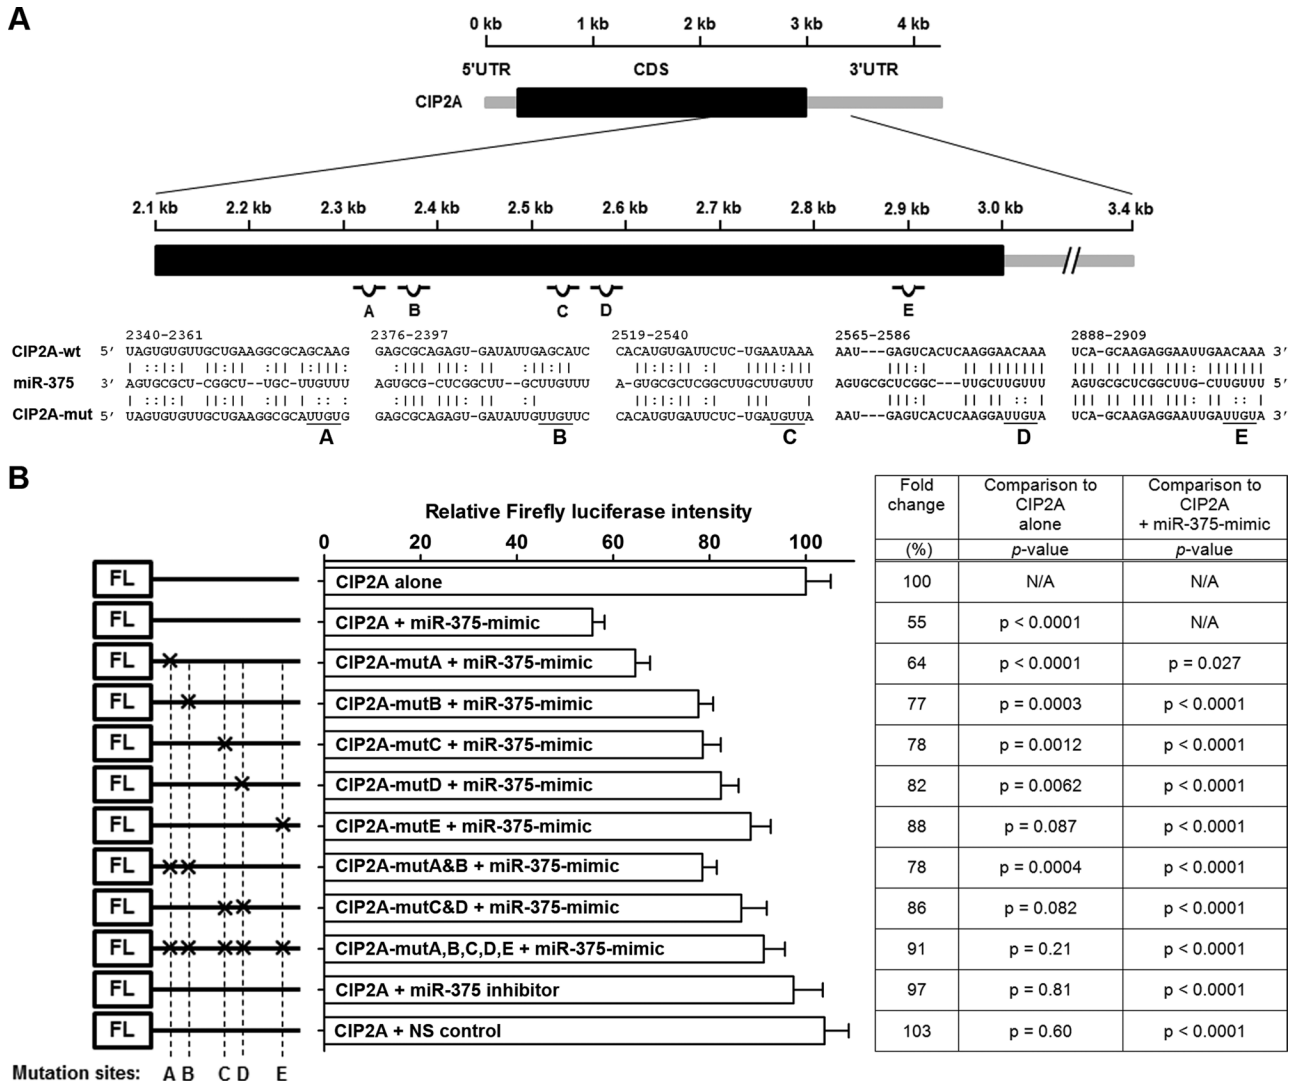 A
0 kb 1 kb 2 kb 3 kb 4 kb
5'UTR CDS 3'UTR
CIP2A
2.1 kb 2.2 kb 2.3 kb 2.4 kb 2.5 kb 2.6 kb 2.7 kb 2.8 kb 2.9 kb 3.0 kb 3.4 kb
A B C D E
2340-2361 2376-2397 2519-2540 2565-2586 2888-2909
CIP2A-wt 5' UAGUGUGUUGCUGAAGGCGCAGCAAG GAGCGCAGAGU-GAUAUUGAGCAUC CACAUGUGAUUCUC-UGAAUAAA AAU---GAGUCACUCAAGGAACAAA UCA-GCAAGAGGAAUUGAACAAA 3'
miR-375 3' AGUGCGCU-CGGCU--UGC-UUGUUU AGUGCG-CUCGGCUU--GCUUGUUU A-GUGCGCUCGGCUUGCUUGUUU AGUGCGCUCGGC---UUGCUUGUUU AGUGCGCUCGGCUUG-CUUGUUU 5'
CIP2A-mut 5' UAGUGUGUUGCUGAAGGCGCAUUGUG GAGCGCAGAGU-GAUAUUGUUGUUC CACAUGUGAUUCUC-UGAUGUUA AAU---GAGUCACUCAAGGAUUGUA UCA-GCAAGAGGAAUUGAUUGUA 3'
A B C D E
B
Relative Firefly luciferase intensity
0 20 40 60 80 100
Fold change Comparison to CIP2A alone Comparison to CIP2A + miR-375-mimic
(%) p-value p-value
FL CIP2A alone 100 N/A N/A
FL CIP2A + miR-375-mimic 55 p < 0.0001 N/A
FL CIP2A-mutA + miR-375-mimic 64 p < 0.0001 p = 0.027
FL CIP2A-mutB + miR-375-mimic 77 p = 0.0003 p < 0.0001
FL CIP2A-mutC + miR-375-mimic 78 p = 0.0012 p < 0.0001
FL CIP2A-mutD + miR-375-mimic 82 p = 0.0062 p < 0.0001
FL CIP2A-mutE + miR-375-mimic 88 p = 0.087 p < 0.0001
FL CIP2A-mutA&B + miR-375-mimic 78 p = 0.0004 p < 0.0001
FL CIP2A-mutC&D + miR-375-mimic 86 p = 0.082 p < 0.0001
FL CIP2A-mutA,B,C,D,E + miR-375-mimic 91 p = 0.21 p < 0.0001
FL CIP2A + miR-375 inhibitor 97 p = 0.81 p < 0.0001
FL CIP2A + NS control 103 p = 0.60 p < 0.0001
Mutation sites: A B C D E